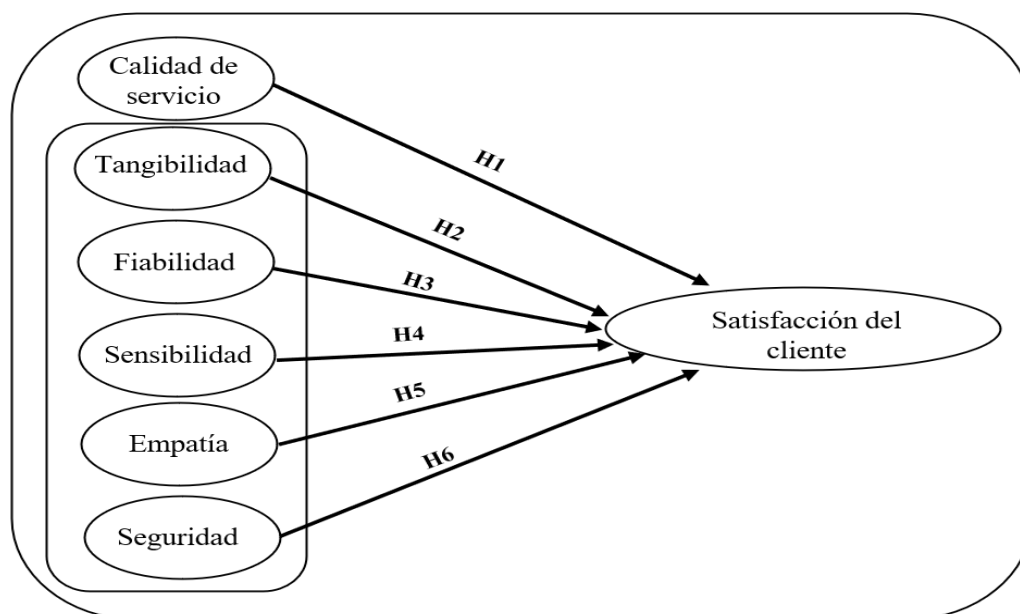 Calidad de
servicio
H1
Tangibilidad
H2
Fiabilidad
H3
Sensibilidad
H4
Empatía
H5
Seguridad
H6
Satisfacción del
cliente